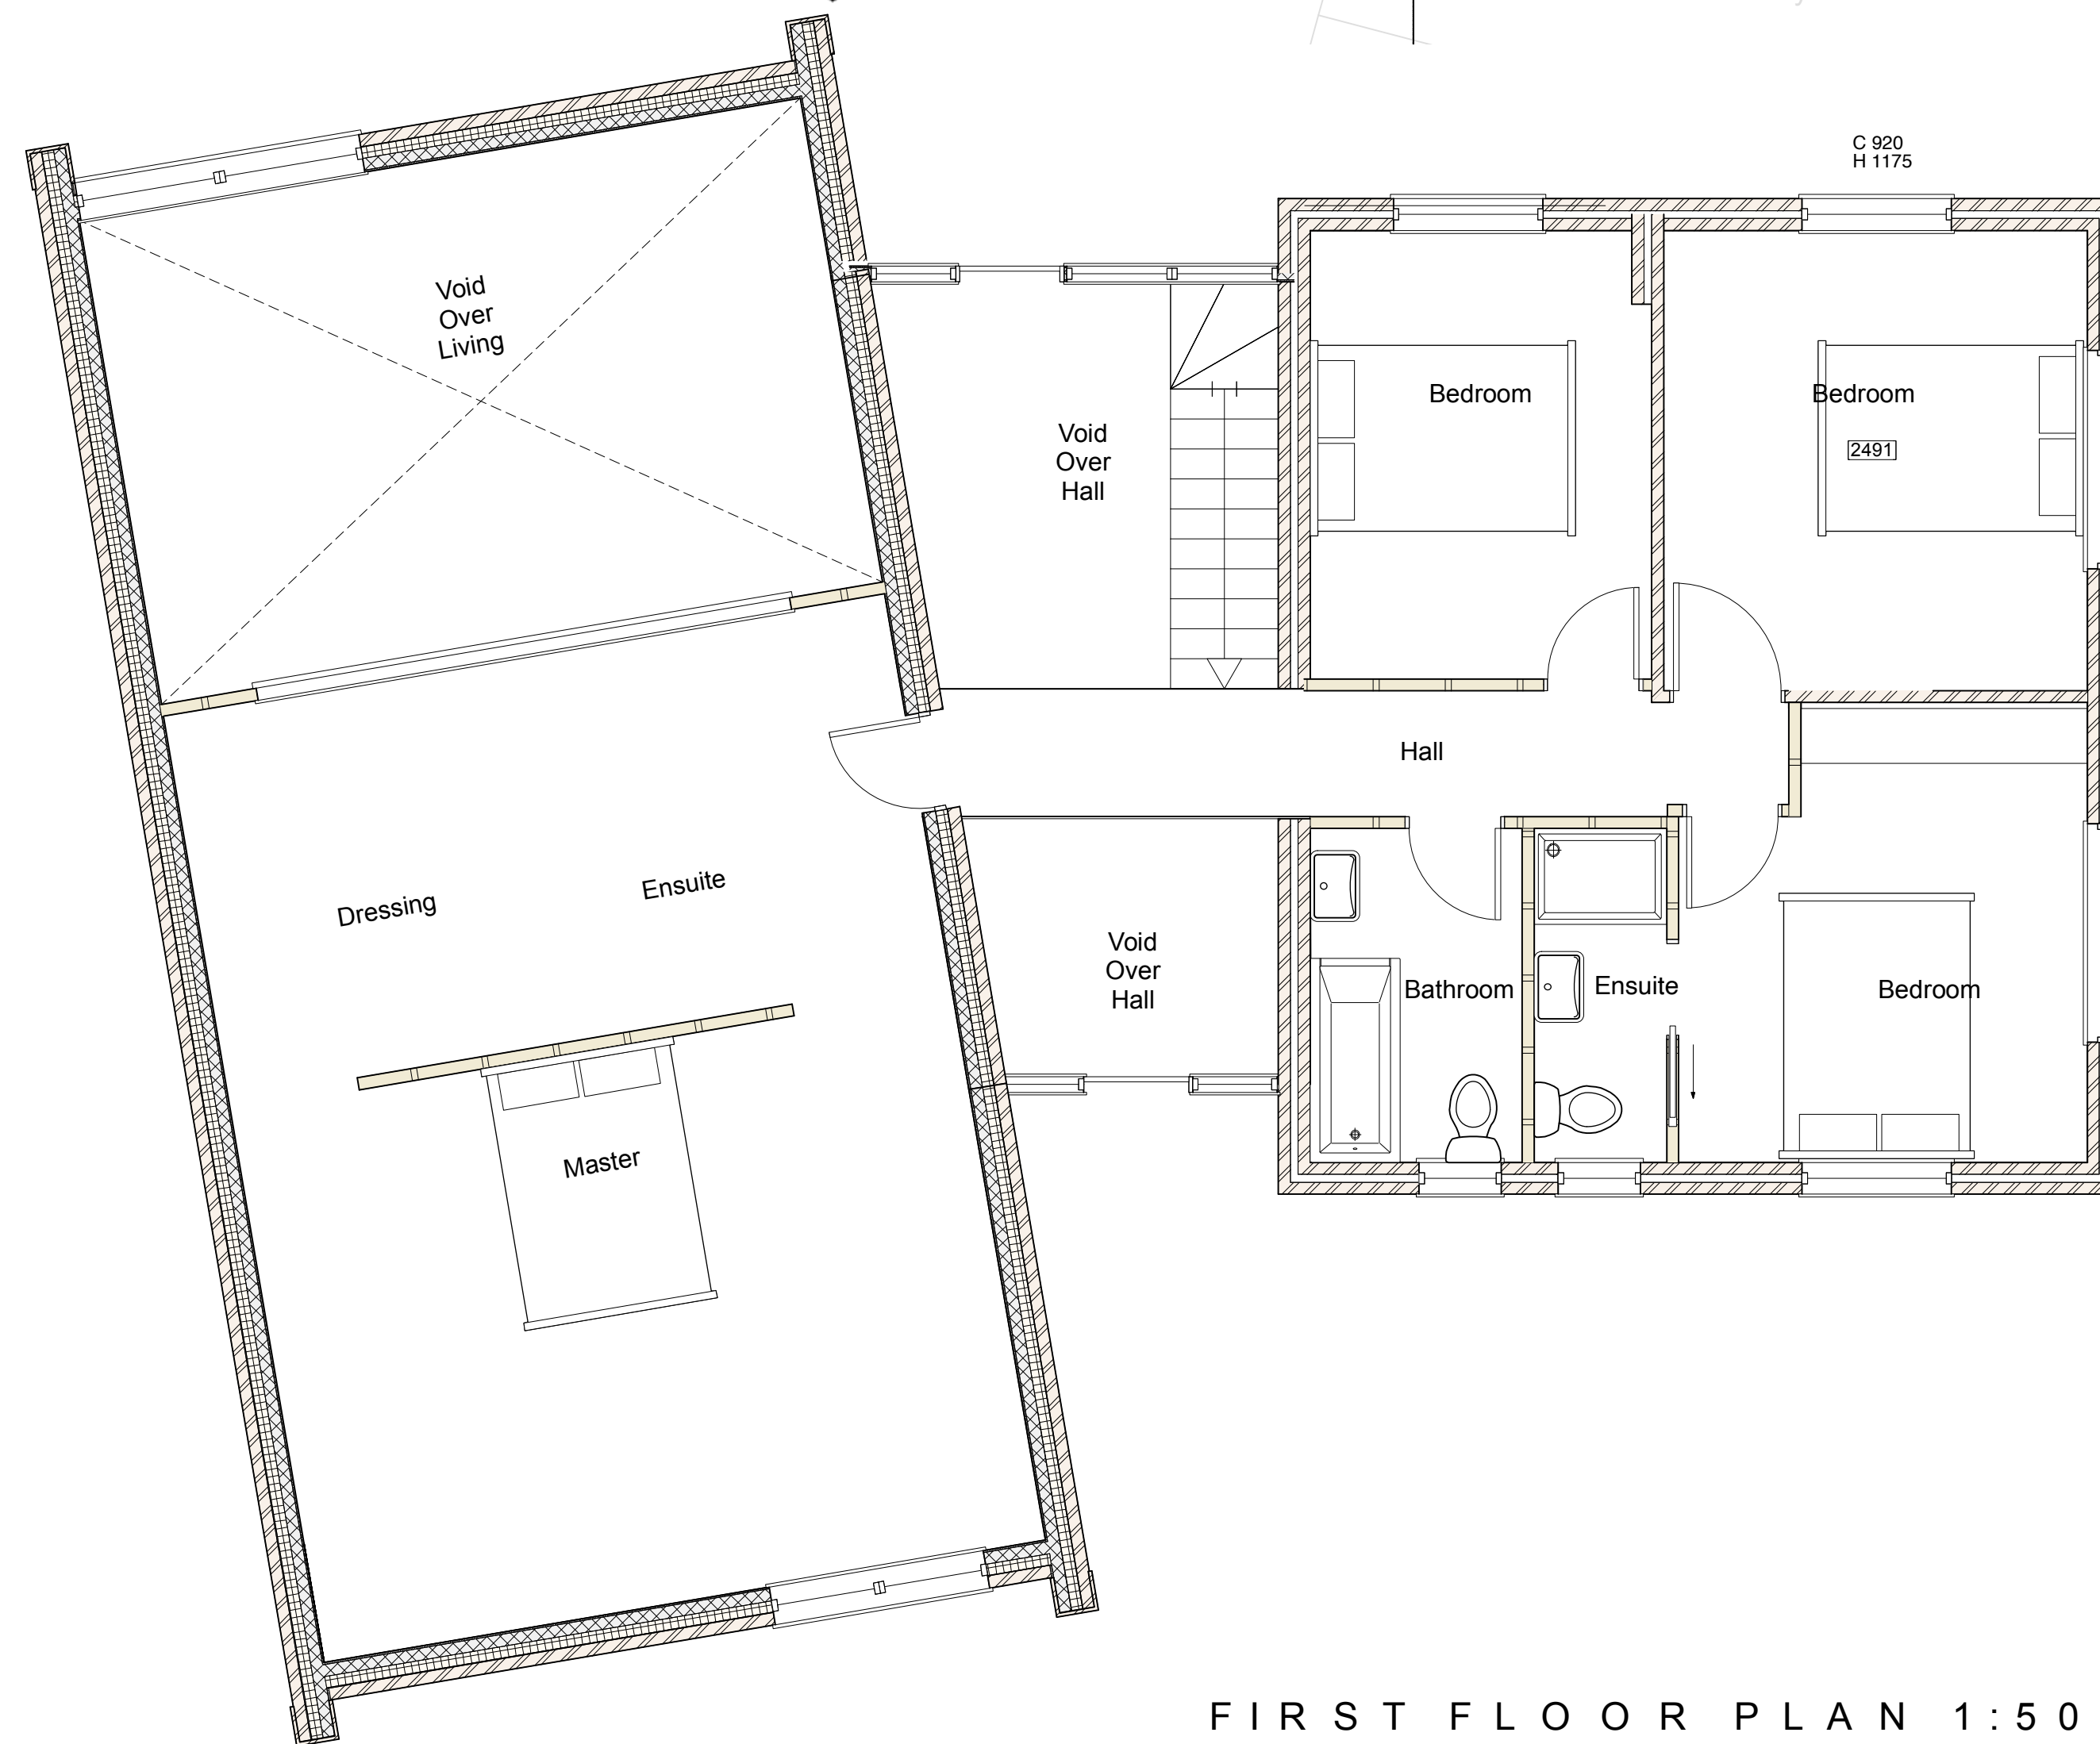 C 920
H 1175
Void
Over
Living
Void
Over
Hall
Bedroom
Bedroom
2491
Hall
Dressing
Ensuite
Void
Over
Hall
Bathroom
Ensuite
Bedroom
Master
FIRST FLOOR PLAN 1:50